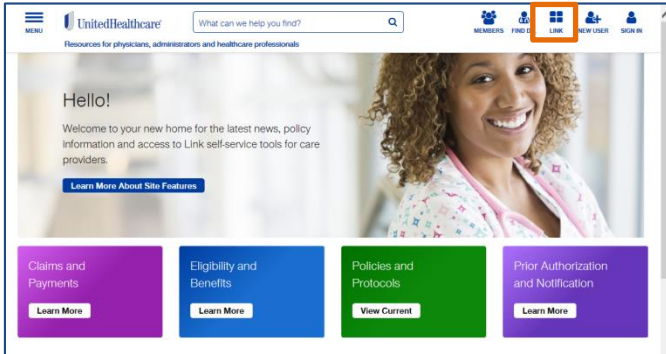 MENU
UnitedHealthcare
What can we help you find?
MEMBERS
LINK
NEW USER
SIGN IN
Resources for physicians, administrators and healthcare professionals
Hello!
Welcome to your new home for the latest news, policy
information and access to Link self-service tools for care
providers.
Learn More About Site Features
Claims and
Payments
Learn More
Eligibility and
Benefits
Learn More
Policies and
Protocols
View Current
Prior Authorization
and Notification
Learn More